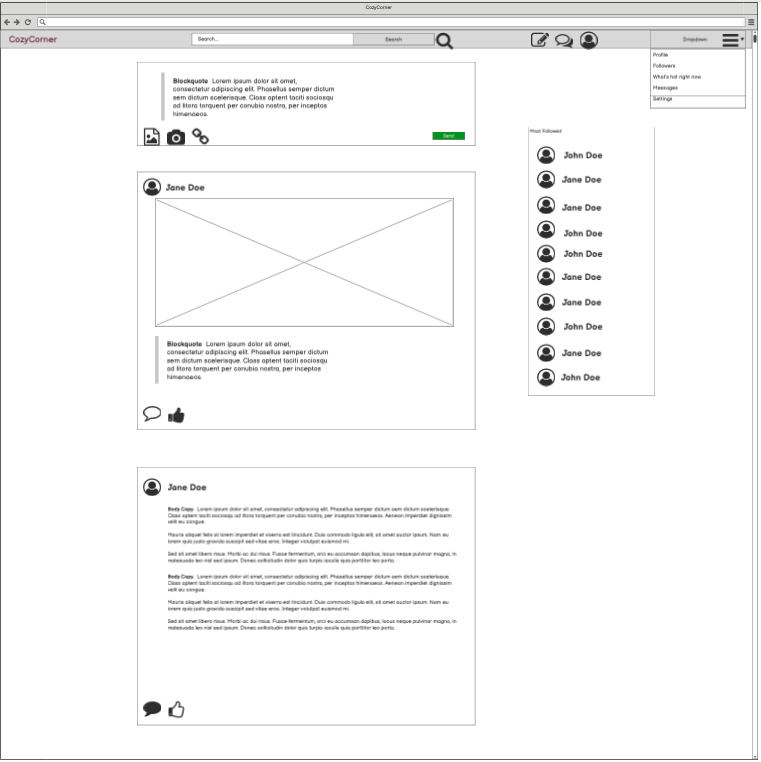 CozyCorner
CozyCorner
Search...
Search
Dropdown
Profile
Followers
What's hot right now
Messages
Settings
Blockquote Lorem ipsum dolor sit amet,
consectetur adipiscing elit. Phasellus semper dictum
sem dictum scelerisque. Class aptent taciti sociosqu
ad litora torquent per conubia nostra, per inceptos
himenaeos.
Send
Most Followed
John Doe
Jane Doe
Jane Doe
John Doe
John Doe
Jane Doe
Jane Doe
John Doe
Jane Doe
John Doe
Jane Doe
Blockquote Lorem ipsum dolor sit amet,
consectetur adipiscing elit. Phasellus semper dictum
sem dictum scelerisque. Class aptent taciti sociosqu
ad litora torquent per conubia nostra, per inceptos
himenaeos.
Jane Doe
Body Copy. Lorem ipsum dolor sit amet, consectetur adipiscing elit. Phasellus semper dictum sem dictum scelerisque.
Class aptent taciti sociosqu ad litora torquent per conubia nostra, per inceptos himenaeos. Aenean imperdiet dignissim
velit eu congue.
Mauris aliquet felis at lorem imperdiet et viverra est tincidunt. Duis commodo ligula elit, sit amet auctor ipsum. Nam eu
lorem quis justo gravida suscipit sed vitae eros. Integer volutpat euismod mi.
Sed sit amet libero risus. Morbi ac dui risus. Fusce fermentum, orci eu accumsan dapibus, lacus neque pulvinar magna, in
malesuada leo nisl sed ipsum. Donec sollicitudin dolor quis turpis iaculis quis porttitor leo porta.
Body Copy. Lorem ipsum dolor sit amet, consectetur adipiscing elit. Phasellus semper dictum sem dictum scelerisque.
Class aptent taciti sociosqu ad litora torquent per conubia nostra, per inceptos himenaeos. Aenean imperdiet dignissim
velit eu congue.
Mauris aliquet felis at lorem imperdiet et viverra est tincidunt. Duis commodo ligula elit, sit amet auctor ipsum. Nam eu
lorem quis justo gravida suscipit sed vitae eros. Integer volutpat euismod mi.
Sed sit amet libero risus. Morbi ac dui risus. Fusce fermentum, orci eu accumsan dapibus, lacus neque pulvinar magna, in
malesuada leo nisl sed ipsum. Donec sollicitudin dolor quis turpis iaculis quis porttitor leo porta.